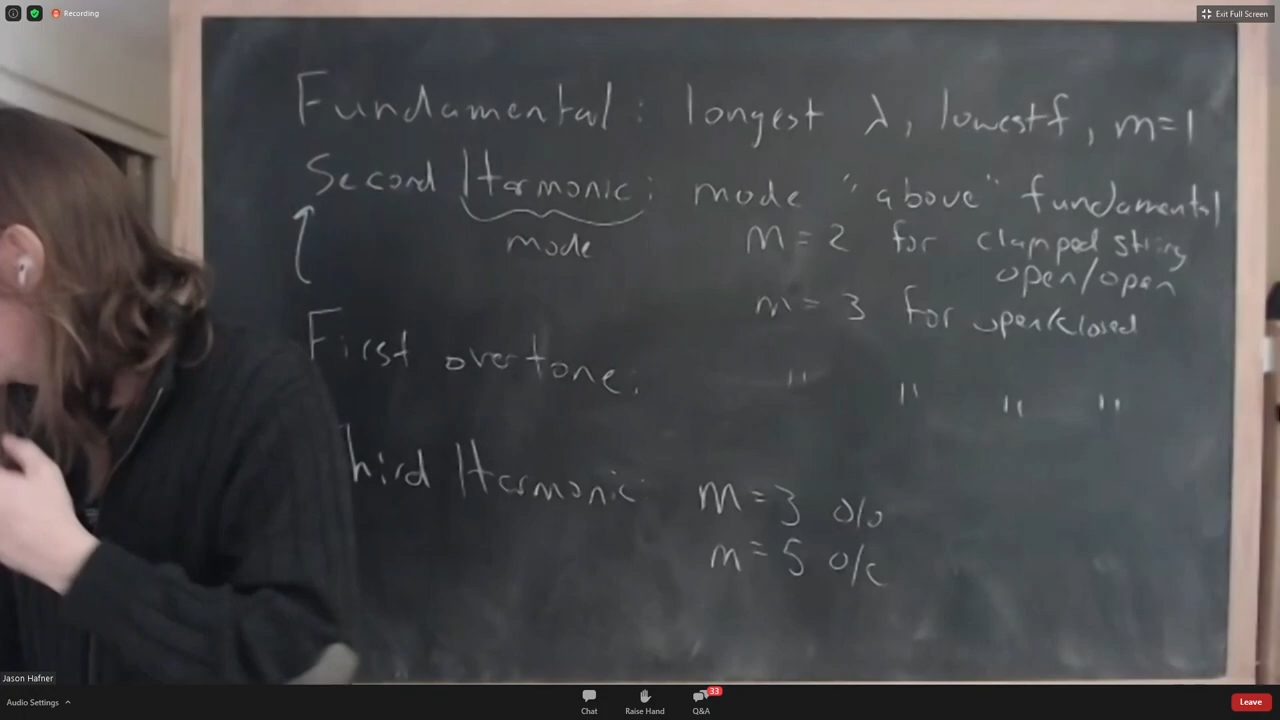 Recording
Exit Full Screen
Fundamental: longest λ, lowest f, m=1
Second Harmonic: mode "above" fundamental
mode
m = 2 for clamped string
open/open
m = 3 for open/closed
First overtone: " " " "
hird Harmonic: m=3 o/o
m=5 o/c
Jason Hafner
Audio Settings
Chat
Raise Hand
33
Q&A
Leave